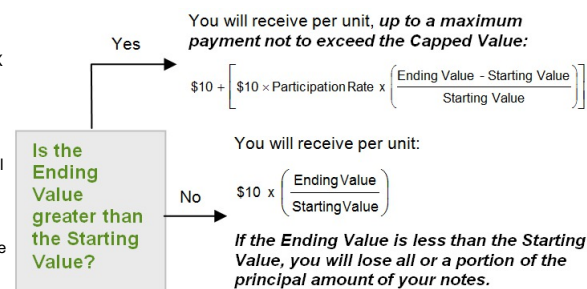 You will receive per unit, up to a maximum
payment not to exceed the Capped Value:
Yes
$10 + [ $10 × Participation Rate x ( Ending Value - Starting Value
Starting Value ) ]
Is the
Ending
Value
greater than
the Starting
Value?
No
You will receive per unit:
$10 x ( Ending Value
Starting Value )
If the Ending Value is less than the Starting
Value, you will lose all or a portion of the
principal amount of your notes.